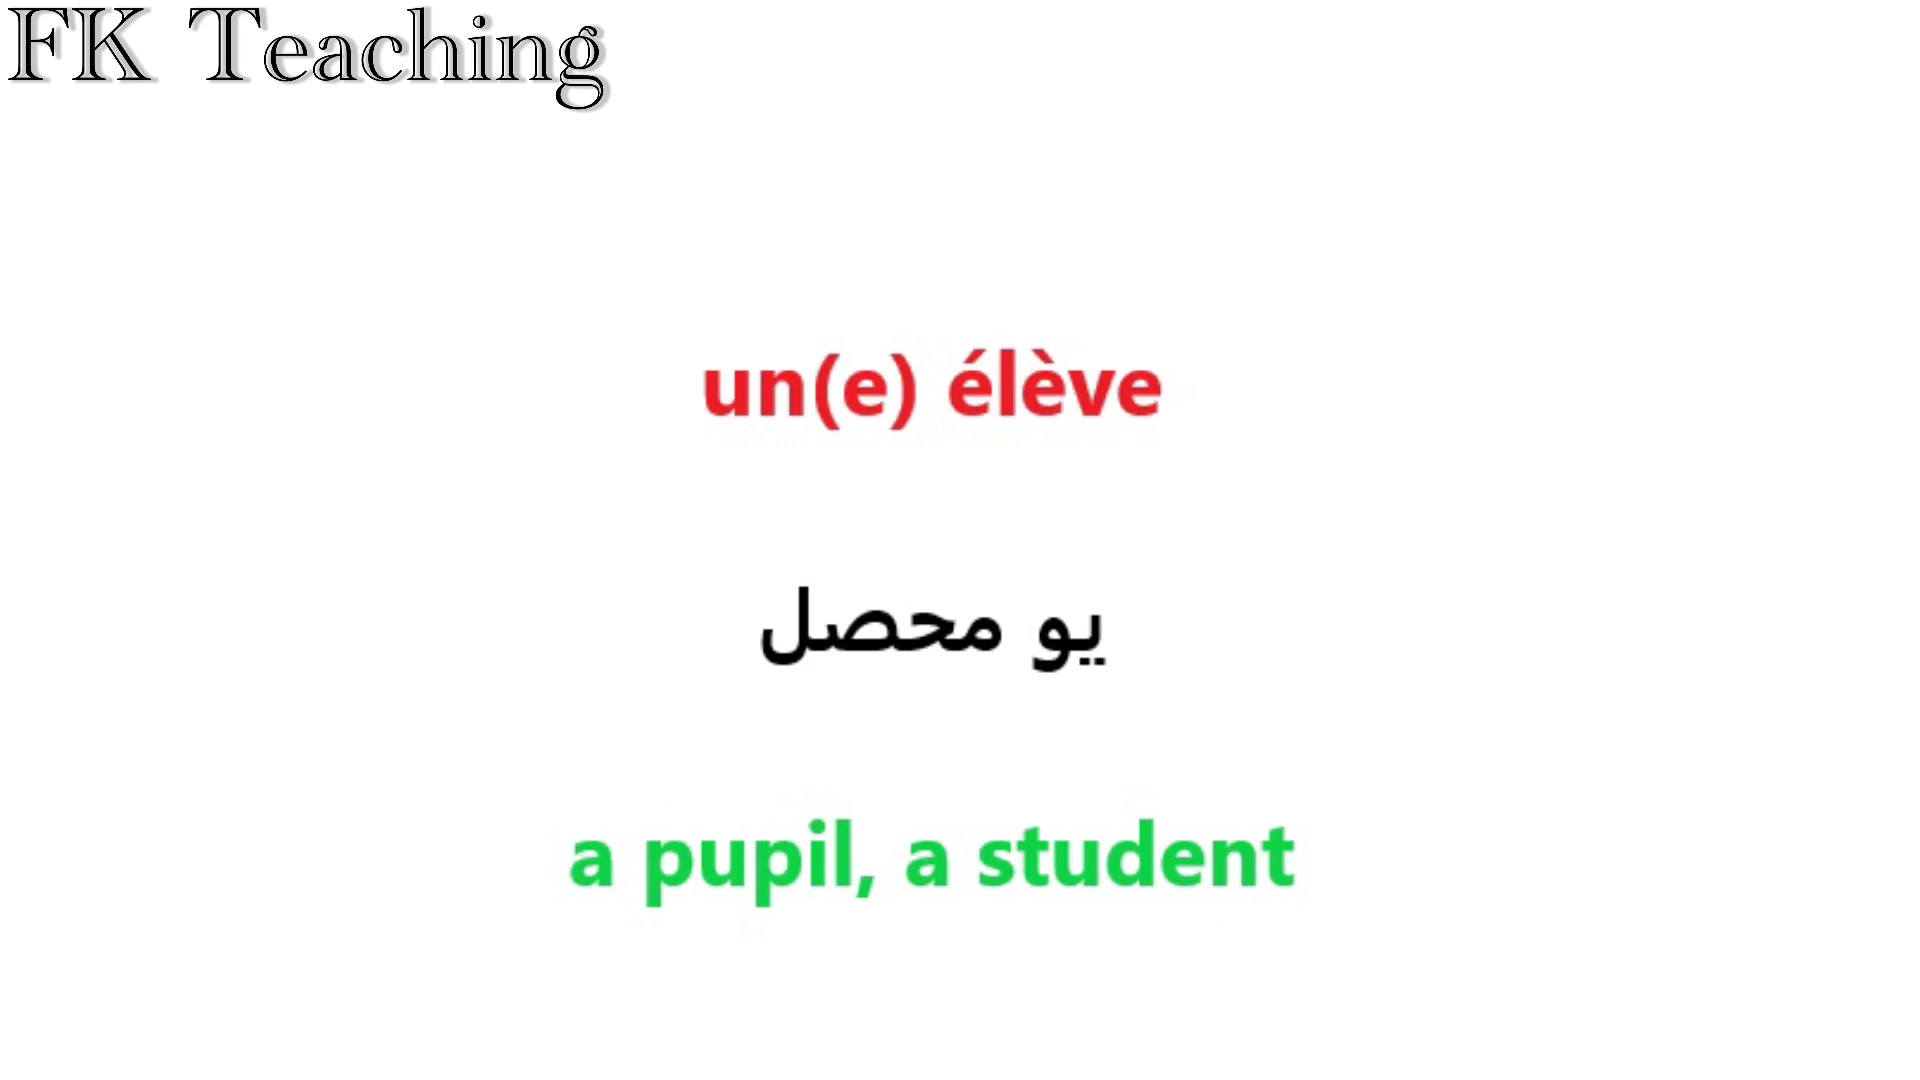 FK Teaching
un(e) élève
یو محصل
a pupil, a student